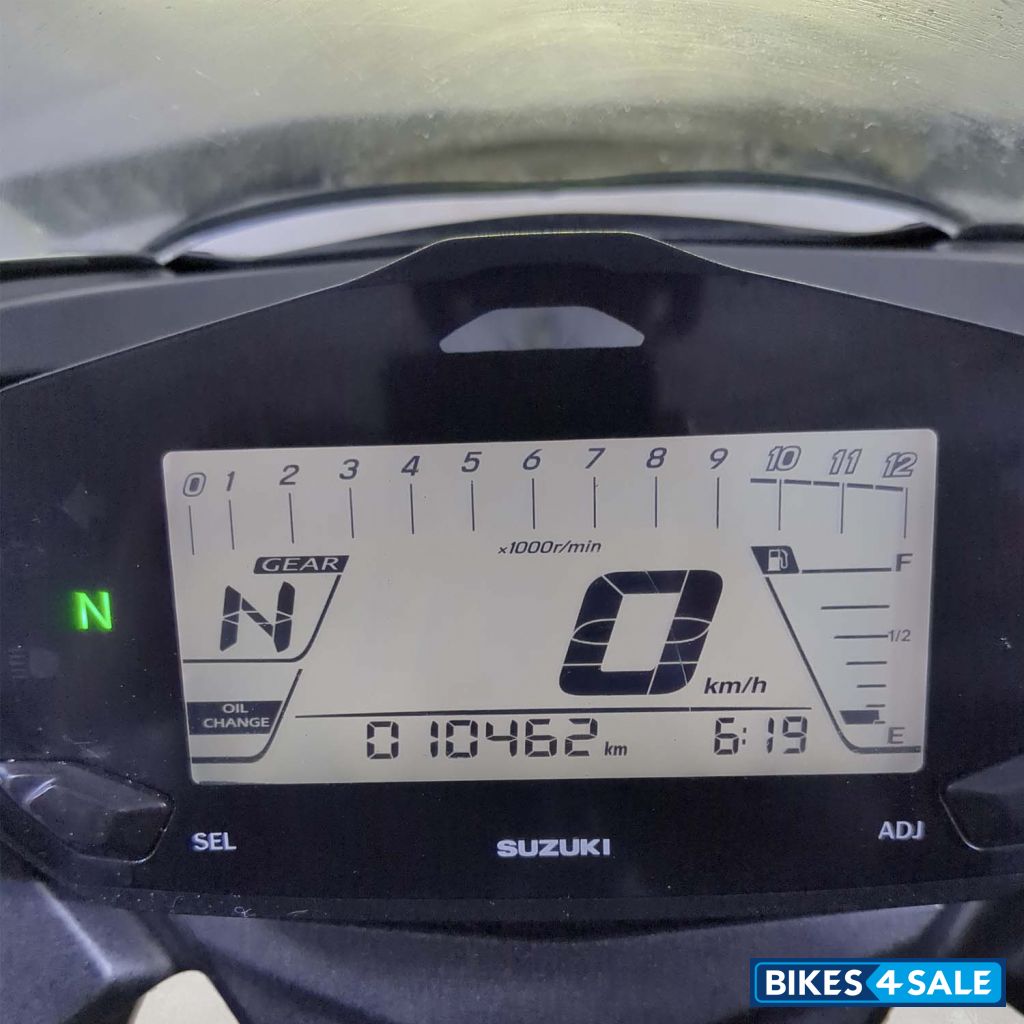 0 1 2 3 4 5 6 7 8 9 10 11 12
x1000r/min
GEAR
N
N
F
0 km/h
1/2
OIL
CHANGE
010462 km
6:19
E
SEL
SUZUKI
ADJ
BIKES4SALE